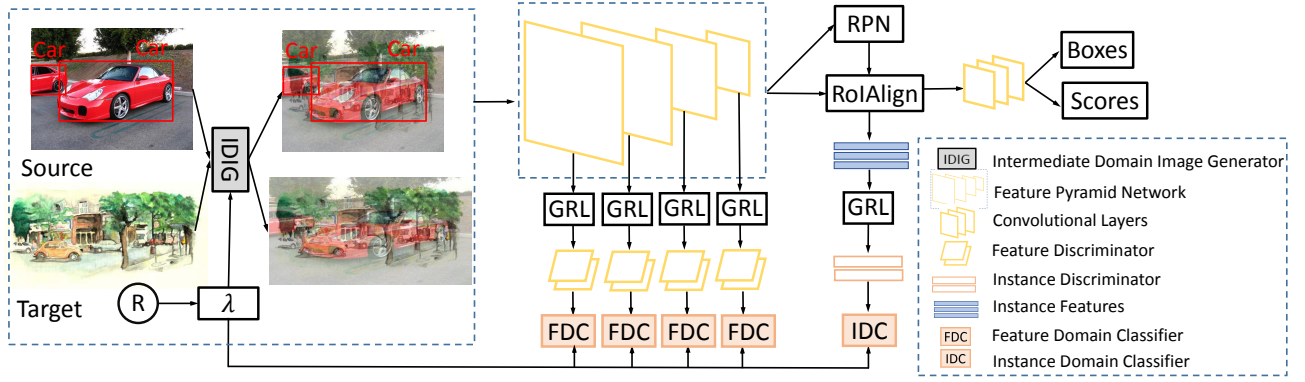 Car
Car
Car
Car
Source
IDIG
Target
R
λ
GRL
GRL
GRL
GRL
FDC
FDC
FDC
FDC
RPN
RoIAlign
GRL
IDC
Boxes
Scores
IDIG Intermediate Domain Image Generator
Feature Pyramid Network
Convolutional Layers
Feature Discriminator
Instance Discriminator
Instance Features
FDC Feature Domain Classifier
IDC Instance Domain Classifier